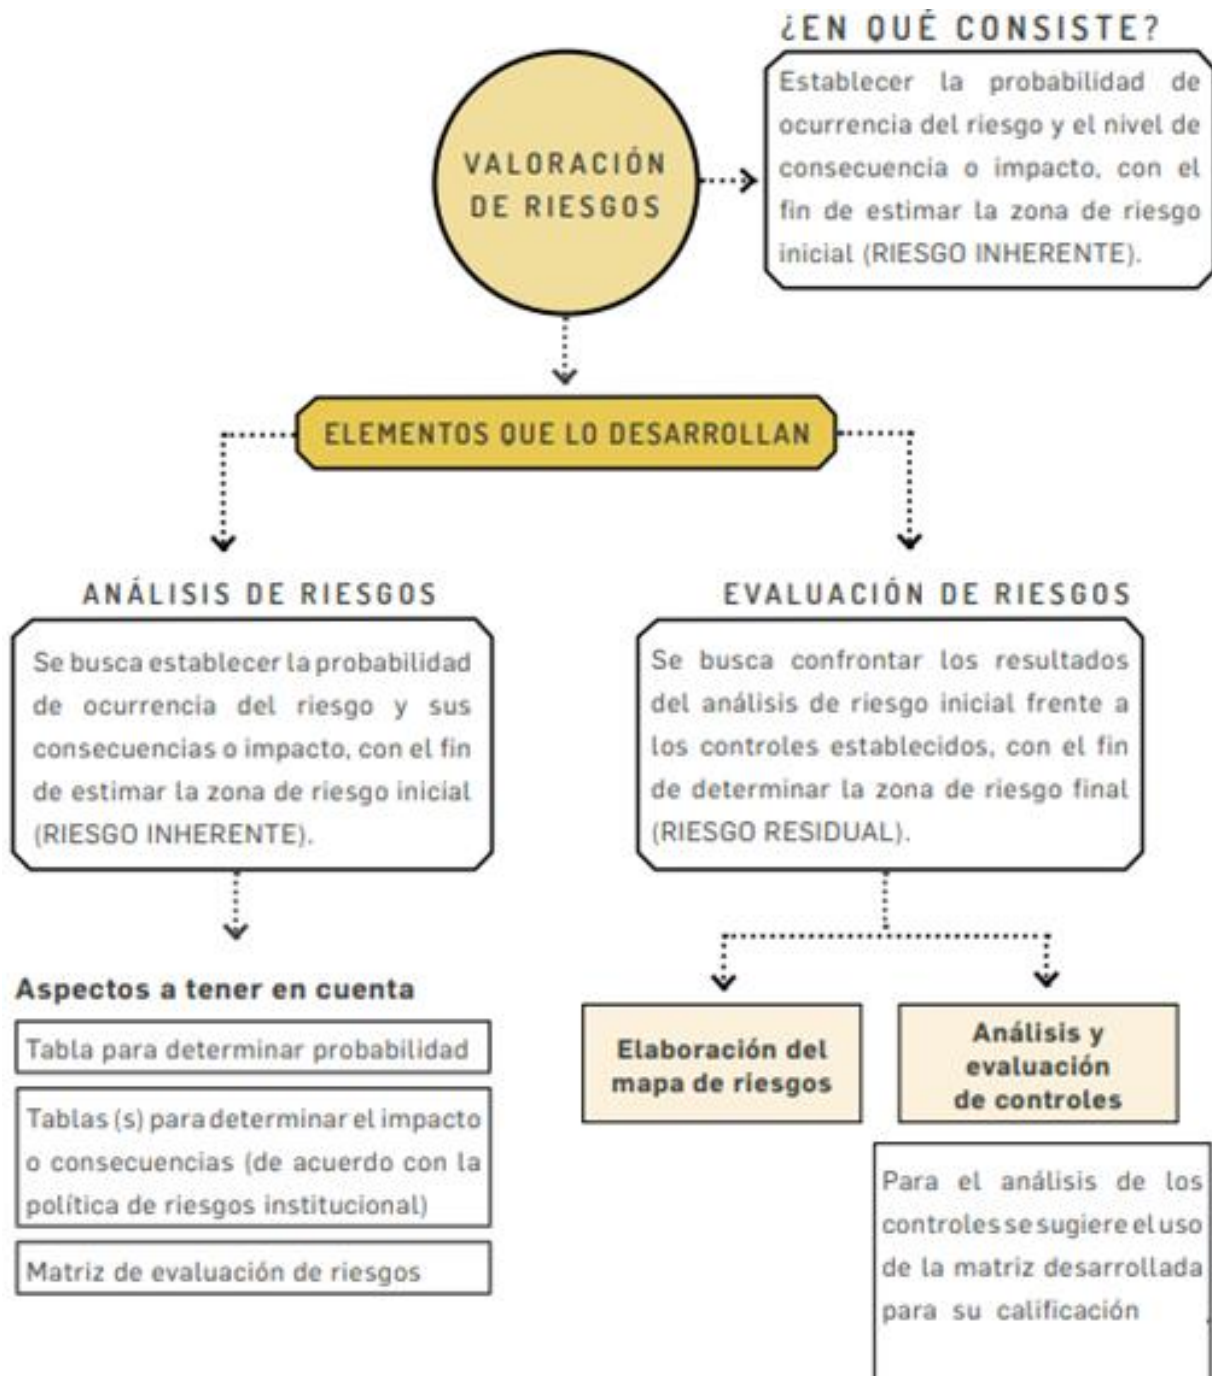 ¿EN QUÉ CONSISTE?
Establecer la probabilidad de
ocurrencia del riesgo y el nivel de
consecuencia o impacto, con el
fin de estimar la zona de riesgo
inicial (RIESGO INHERENTE).
VALORACIÓN
DE RIESGOS
ELEMENTOS QUE LO DESARROLLAN
ANÁLISIS DE RIESGOS
Se busca establecer la probabilidad
de ocurrencia del riesgo y sus
consecuencias o impacto, con el fin
de estimar la zona de riesgo inicial
(RIESGO INHERENTE).
Aspectos a tener en cuenta
Tabla para determinar probabilidad
Tablas (s) para determinar el impacto
o consecuencias (de acuerdo con la
política de riesgos institucional)
Matriz de evaluación de riesgos
EVALUACIÓN DE RIESGOS
Se busca confrontar los resultados
del análisis de riesgo inicial frente a
los controles establecidos, con el fin
de determinar la zona de riesgo final
(RIESGO RESIDUAL).
Elaboración del
mapa de riesgos
Análisis y
evaluación
de controles
Para el análisis de los
controles se sugiere el uso
de la matriz desarrollada
para su calificación